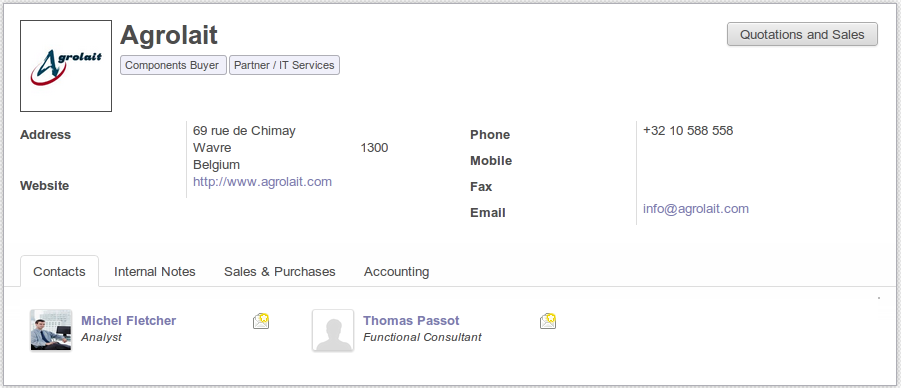 Agrolait
Agrolait
Quotations and Sales
Components Buyer
Partner / IT Services
Address
69 rue de Chimay
Wavre 1300
Belgium
Website
http://www.agrolait.com
Phone
+32 10 588 558
Mobile
Fax
Email
info@agrolait.com
Contacts Internal Notes Sales & Purchases Accounting
Michel Fletcher
Analyst
Thomas Passot
Functional Consultant